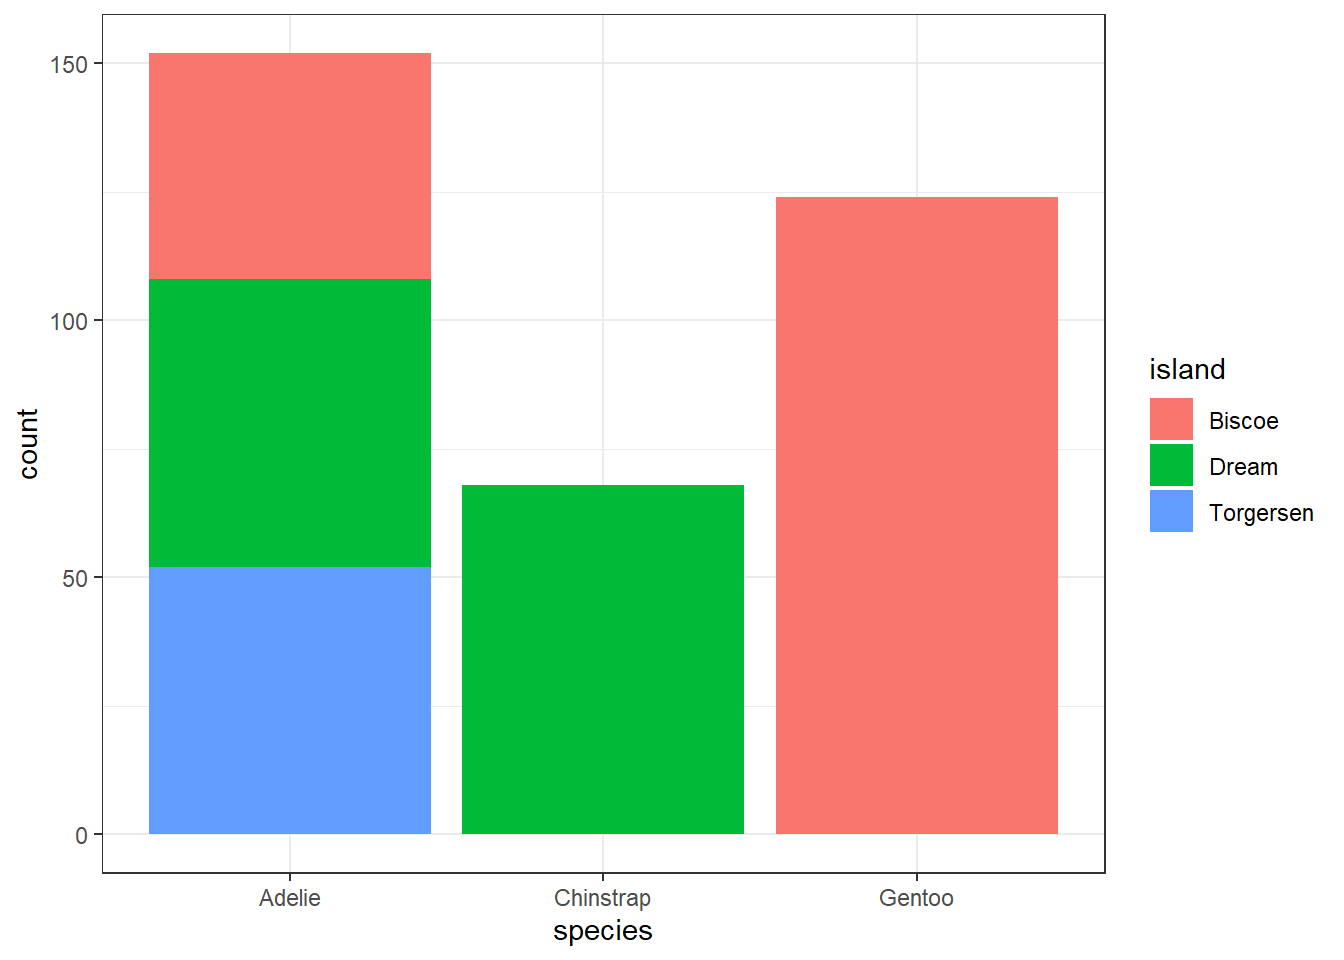 150
100
50
0
count
Adelie
Chinstrap
Gentoo
species
island
Biscoe
Dream
Torgersen